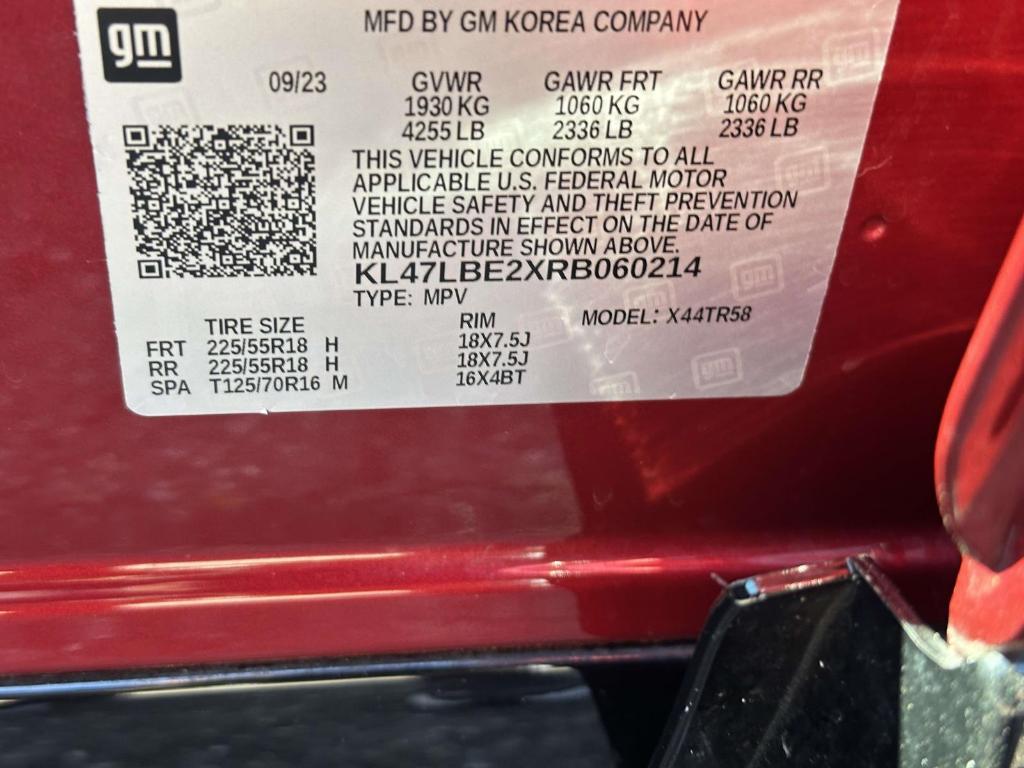 gm
MFD BY GM KOREA COMPANY
09/23 GVWR GAWR FRT GAWR RR
1930 KG 1060 KG 1060 KG
4255 LB 2336 LB 2336 LB
THIS VEHICLE CONFORMS TO ALL
APPLICABLE U.S. FEDERAL MOTOR
VEHICLE SAFETY AND THEFT PREVENTION
STANDARDS IN EFFECT ON THE DATE OF
MANUFACTURE SHOWN ABOVE.
KL47LBE2XRB060214
TYPE: MPV
TIRE SIZE RIM MODEL: X44TR58
FRT 225/55R18 H 18X7.5J
RR 225/55R18 H 18X7.5J
SPA T125/70R16 M 16X4BT